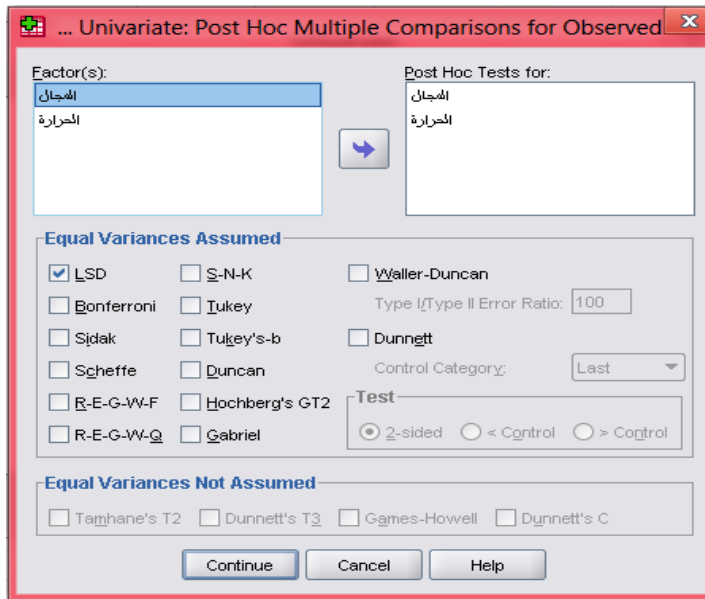 ... Univariate: Post Hoc Multiple Comparisons for Observed
Factor(s):
المجال
الحرارة
Post Hoc Tests for:
المجال
الحرارة
Equal Variances Assumed
LSD S-N-K Waller-Duncan
Bonferroni Tukey Type I/Type II Error Ratio: 100
Sidak Tukey's-b Dunnett
Scheffe Duncan Control Category: Last
R-E-G-W-F Hochberg's GT2 Test
R-E-G-W-Q Gabriel 2-sided < Control > Control
Equal Variances Not Assumed
Tamhane's T2 Dunnett's T3 Games-Howell Dunnett's C
Continue Cancel Help